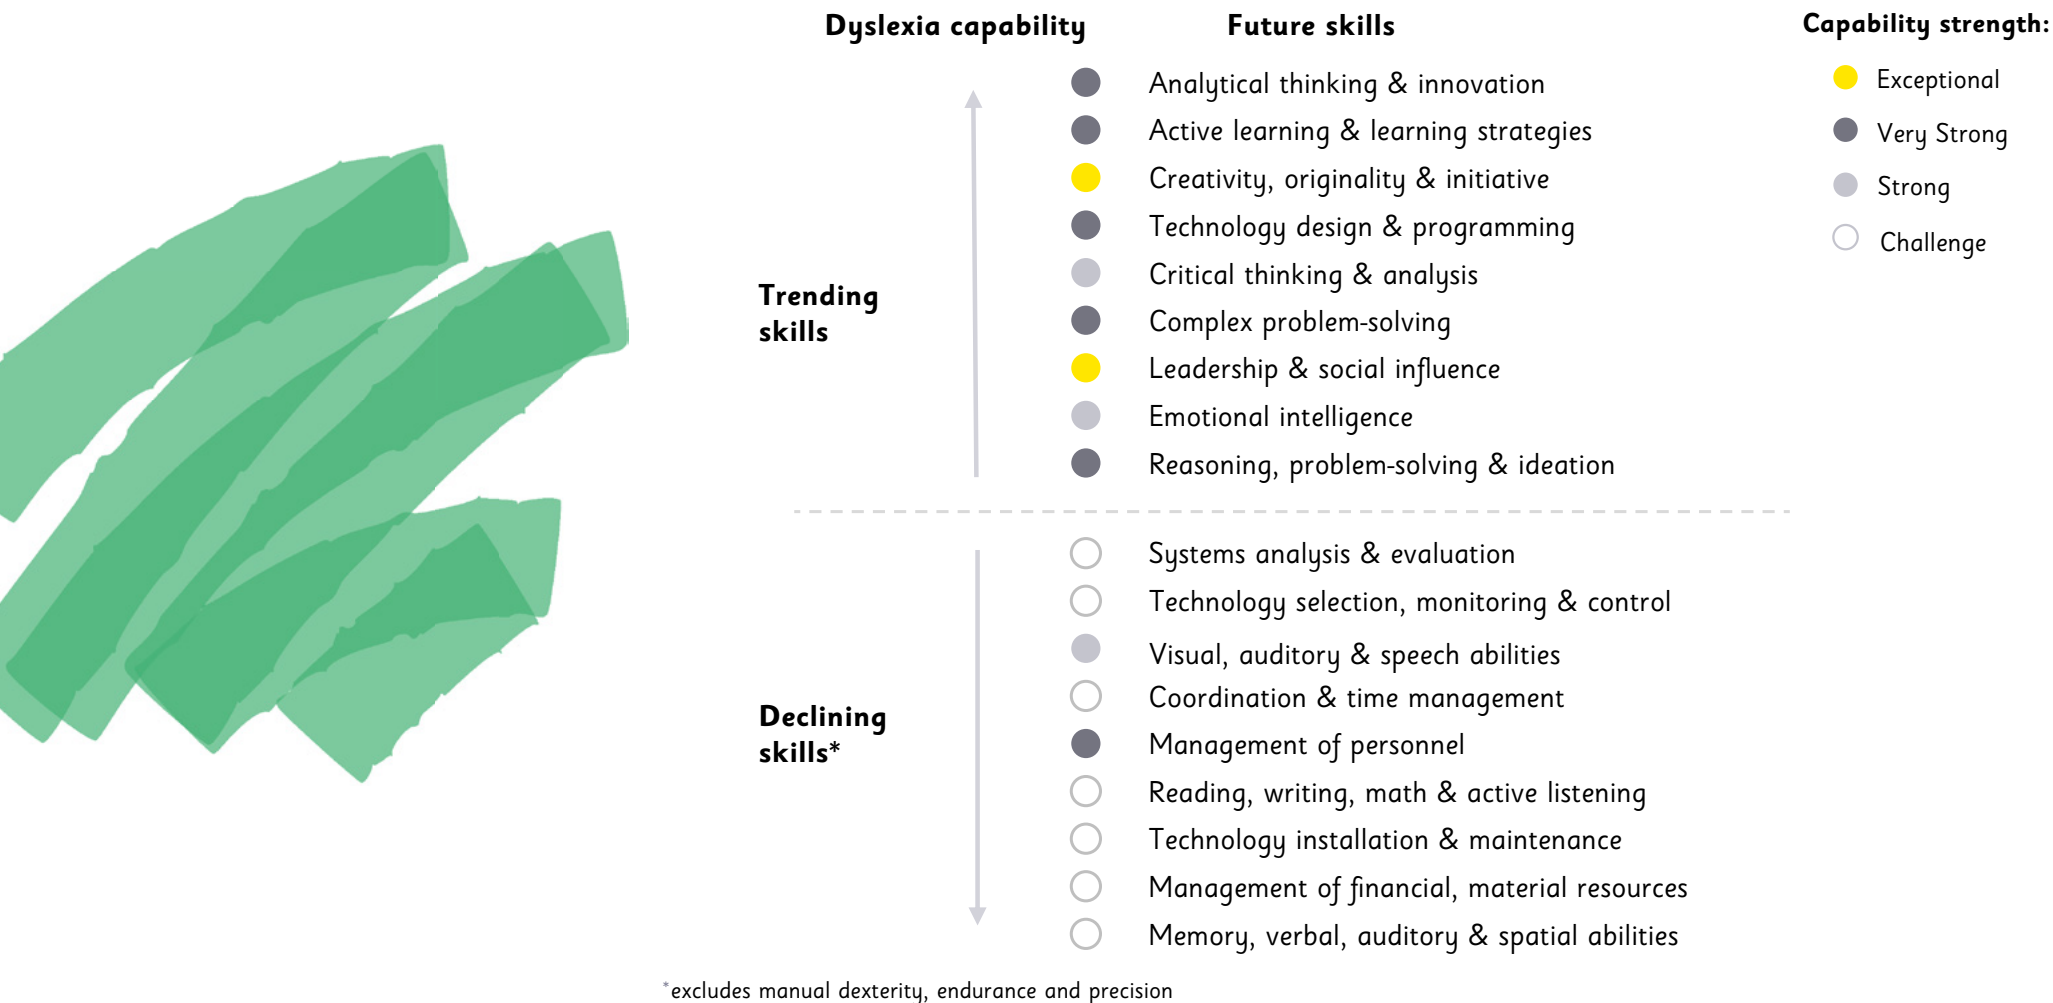 Dyslexia capability
Future skills
Capability strength:
Exceptional
Very Strong
Strong
Challenge
Trending
skills
Analytical thinking & innovation
Active learning & learning strategies
Creativity, originality & initiative
Technology design & programming
Critical thinking & analysis
Complex problem-solving
Leadership & social influence
Emotional intelligence
Reasoning, problem-solving & ideation
Declining
skills*
Systems analysis & evaluation
Technology selection, monitoring & control
Visual, auditory & speech abilities
Coordination & time management
Management of personnel
Reading, writing, math & active listening
Technology installation & maintenance
Management of financial, material resources
Memory, verbal, auditory & spatial abilities
*excludes manual dexterity, endurance and precision